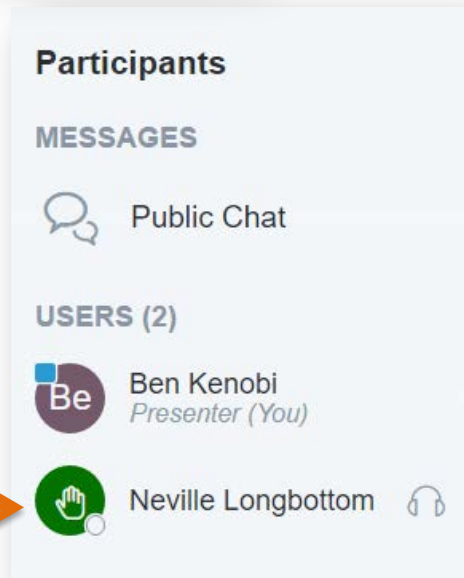 Participants
MESSAGES
Public Chat
USERS (2)
Be
Ben Kenobi
Presenter (You)
Neville Longbottom